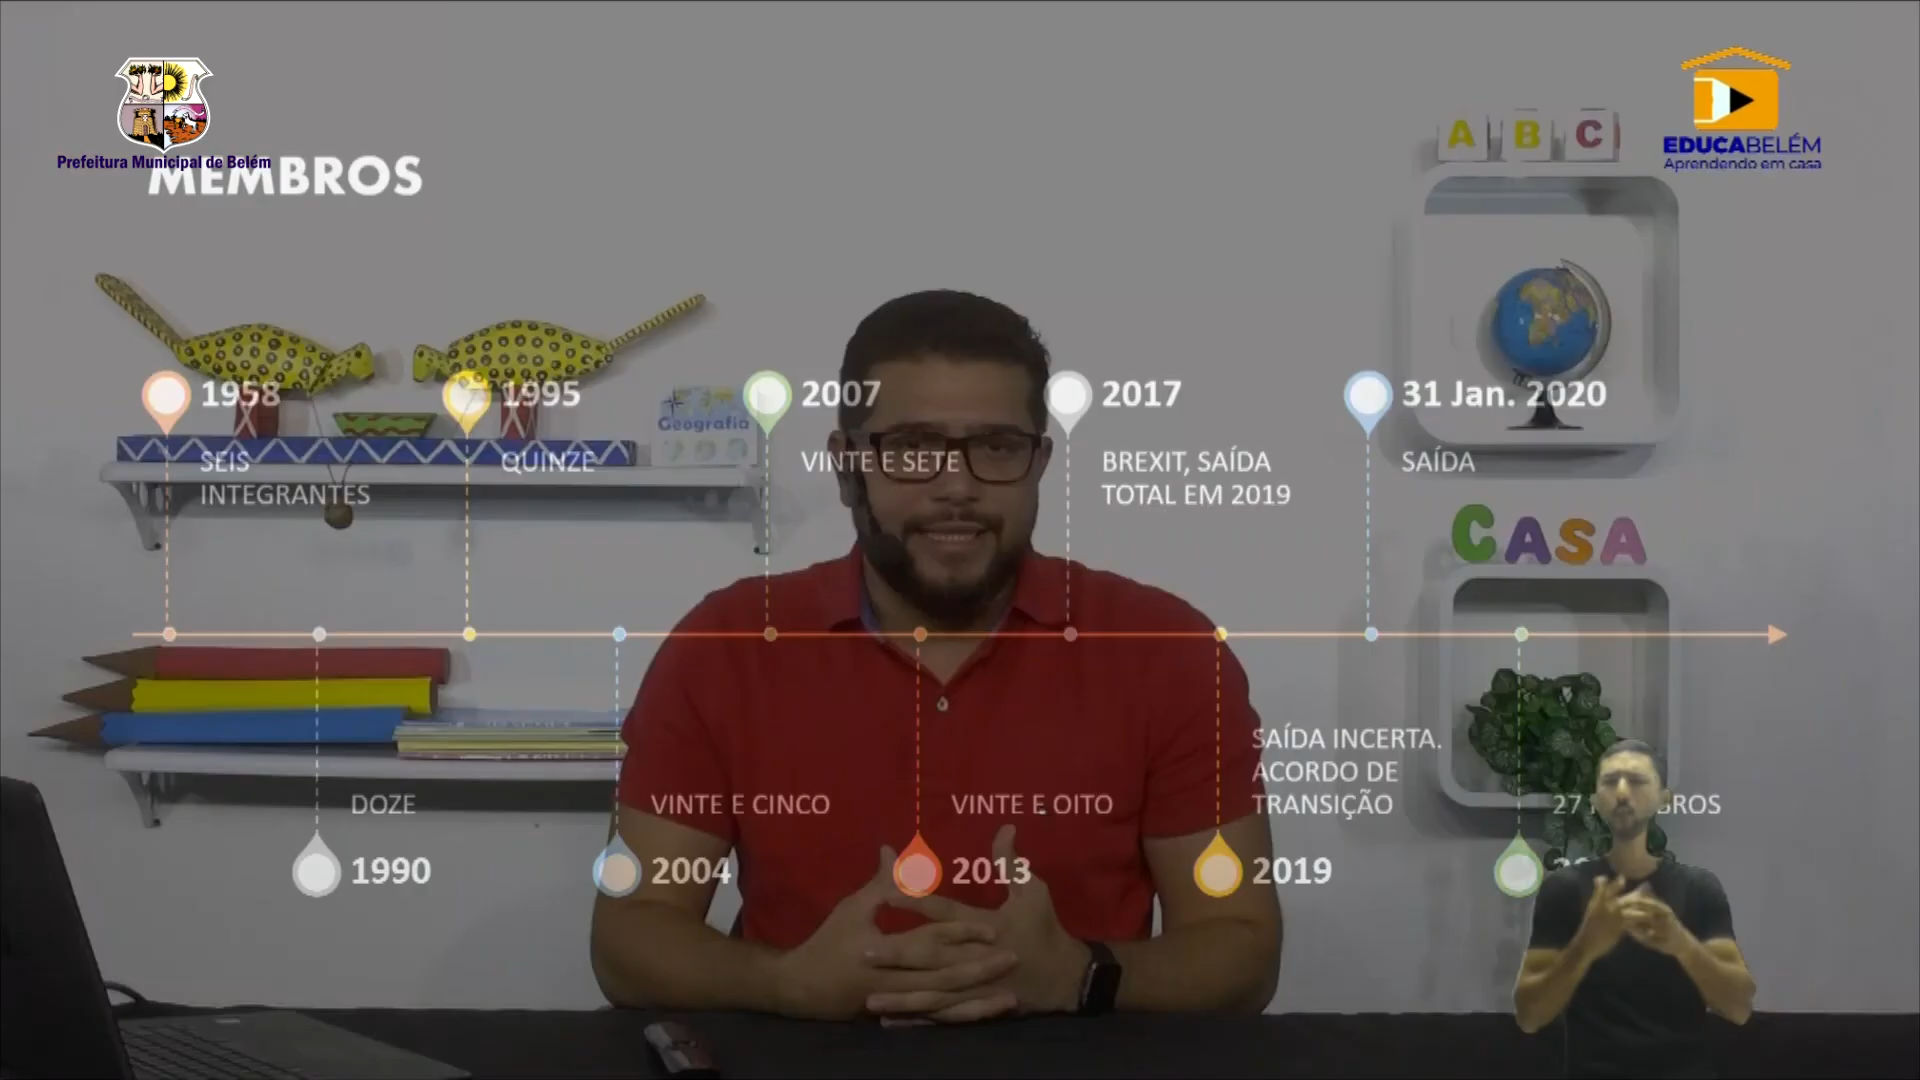 Prefeitura Municipal de Belém
MEMBROS
A B C
EDUCABELÉM
Aprendendo em casa
1958
SEIS
INTEGRANTES
1995
QUINZE
Geografia
2007
VINTE E SETE
2017
BREXIT, SAÍDA
TOTAL EM 2019
31 Jan. 2020
SAÍDA
CASA
DOZE
1990
VINTE E CINCO
2004
VINTE E OITO
2013
SAÍDA INCERTA.
ACORDO DE
TRANSIÇÃO
2019
27